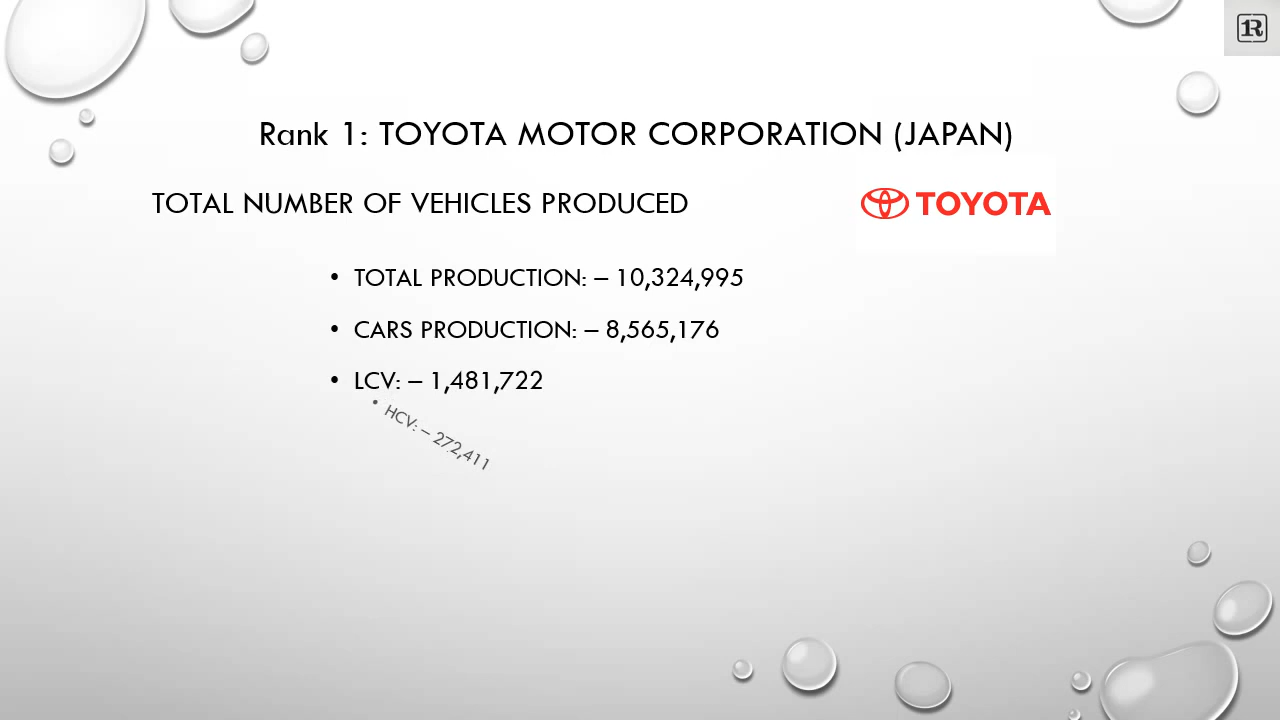 Rank 1: TOYOTA MOTOR CORPORATION (JAPAN)
TOTAL NUMBER OF VEHICLES PRODUCED
TOYOTA
• TOTAL PRODUCTION: – 10,324,995
• CARS PRODUCTION: – 8,565,176
• LCV: – 1,481,722
• HCV: – 272,411